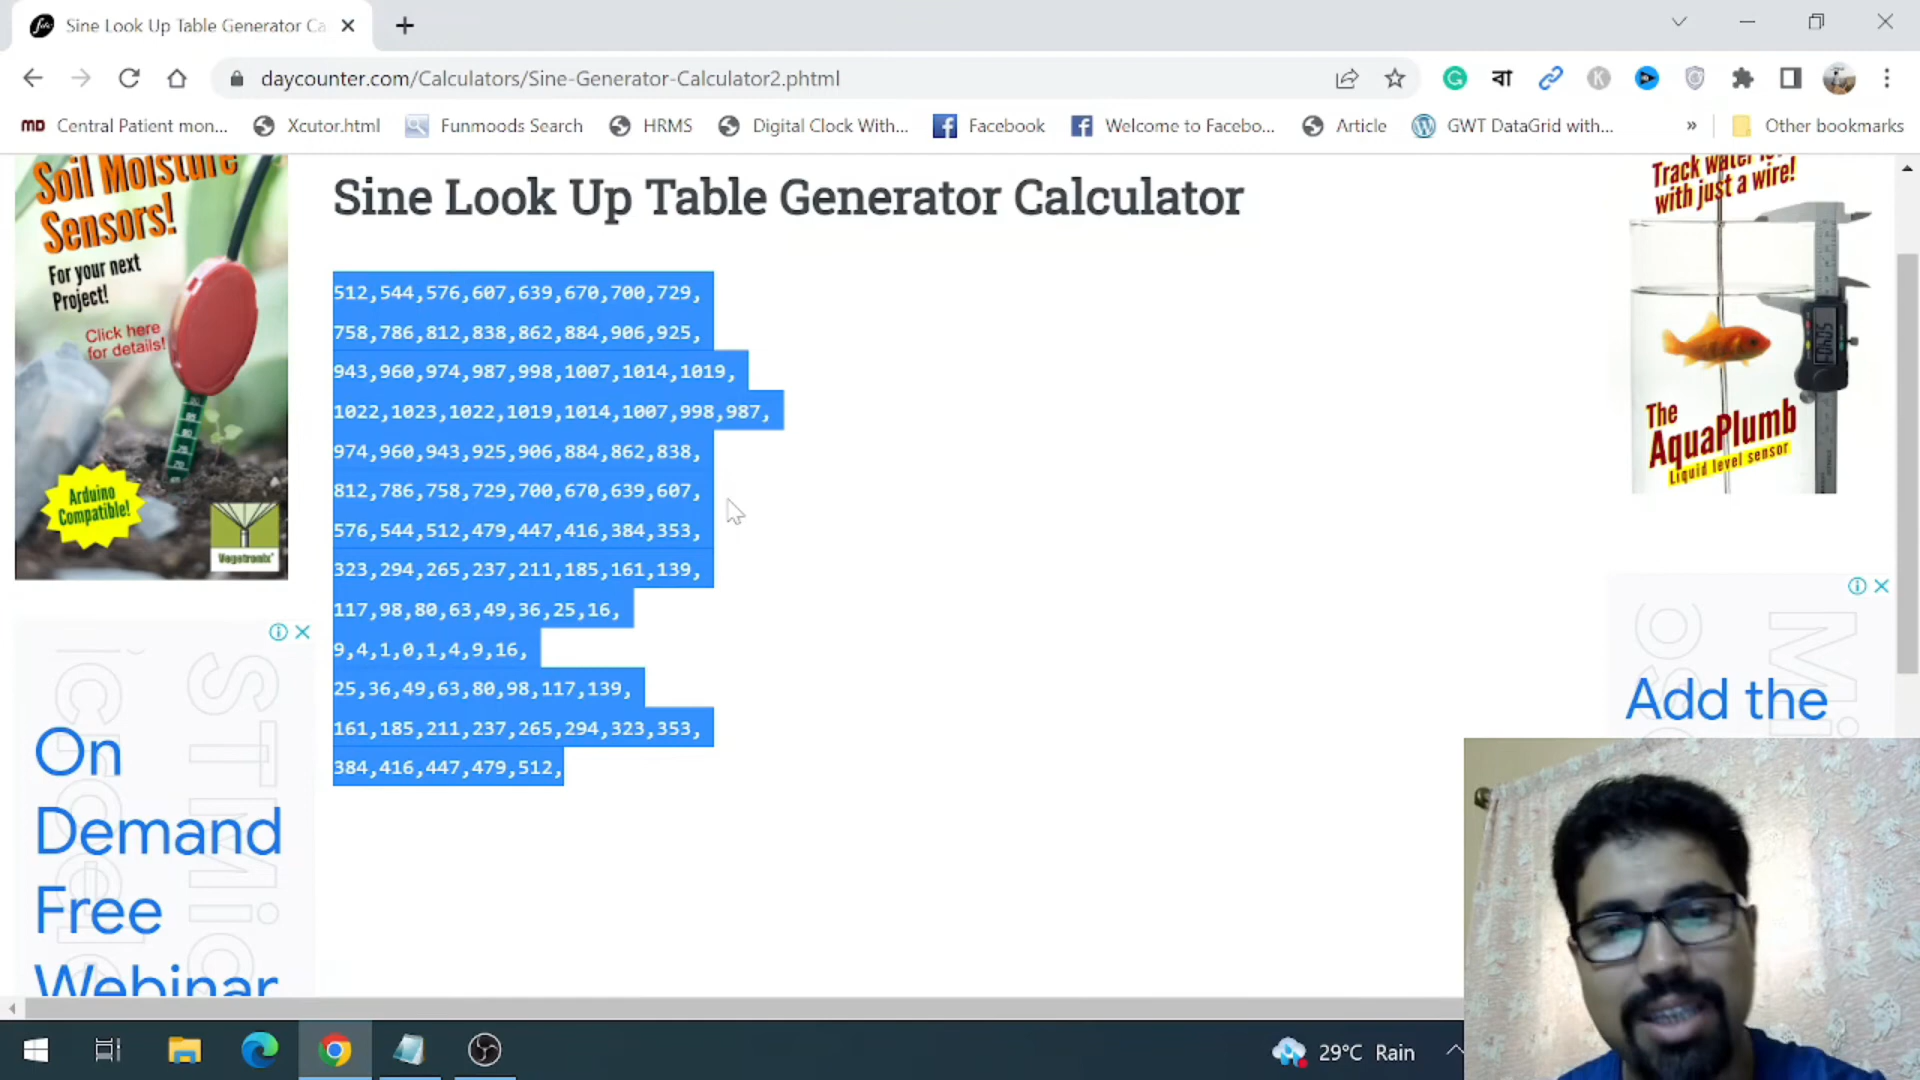 Sine Look Up Table Generator Ca
daycounter.com/Calculators/Sine-Generator-Calculator2.phtml
G
বা
K
MD Central Patient mon...
Xcutor.html
Funmoods Search
HRMS
Digital Clock With...
Facebook
Welcome to Facebo...
Article
GWT DataGrid with...
»
Other bookmarks
Soil Moisture
Sensors!
For your next
Project!
Click here
for details!
Arduino
Compatible!
Vegetronix
Sine Look Up Table Generator Calculator
512,544,576,607,639,670,700,729,
758,786,812,838,862,884,906,925,
943,960,974,987,998,1007,1014,1019,
1022,1023,1022,1019,1014,1007,998,987,
974,960,943,925,906,884,862,838,
812,786,758,729,700,670,639,607,
576,544,512,479,447,416,384,353,
323,294,265,237,211,185,161,139,
117,98,80,63,49,36,25,16,
9,4,1,0,1,4,9,16,
25,36,49,63,80,98,117,139,
161,185,211,237,265,294,323,353,
384,416,447,479,512,
Track water
with just a wire!
The
AquaPlumb
Liquid level sensor
On
Demand
Free
Webinar
Add the
29°C Rain